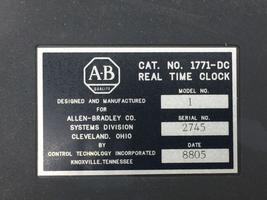 A-B
QUALITY
CAT. NO. 1771-DC
REAL TIME CLOCK
MODEL NO.
1
DESIGNED AND MANUFACTURED
FOR
ALLEN-BRADLEY CO.
SYSTEMS DIVISION
CLEVELAND, OHIO
BY
CONTROL TECHNOLOGY INCORPORATED
KNOXVILLE, TENNESSEE
SERIAL NO.
2745
DATE
8805